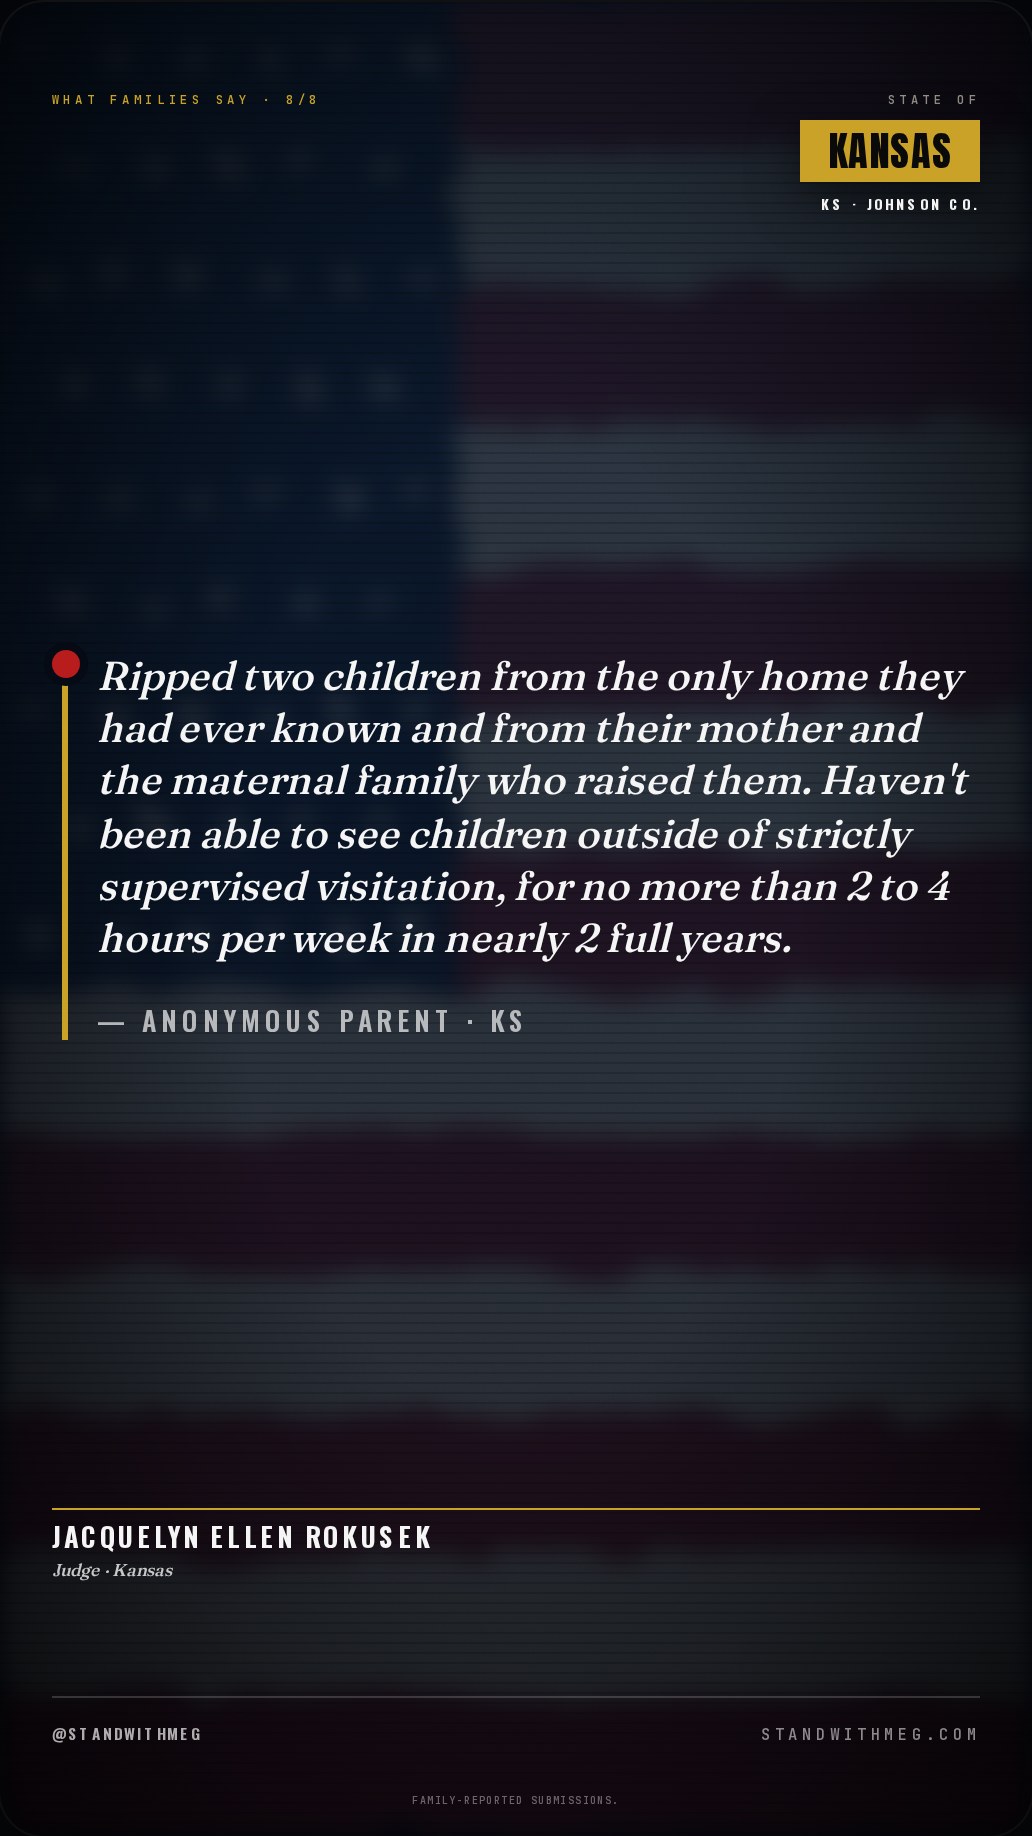 WHAT FAMILIES SAY · 8/8
STATE OF
KANSAS
KS · JOHNSON CO.
Ripped two children from the only home they
had ever known and from their mother and
the maternal family who raised them. Haven't
been able to see children outside of strictly
supervised visitation, for no more than 2 to 4
hours per week in nearly 2 full years.
— ANONYMOUS PARENT · KS
JACQUELYN ELLEN ROKUSEK
Judge · Kansas
@STANDWITHMEG
STANDWITHMEG.COM
FAMILY-REPORTED SUBMISSIONS.